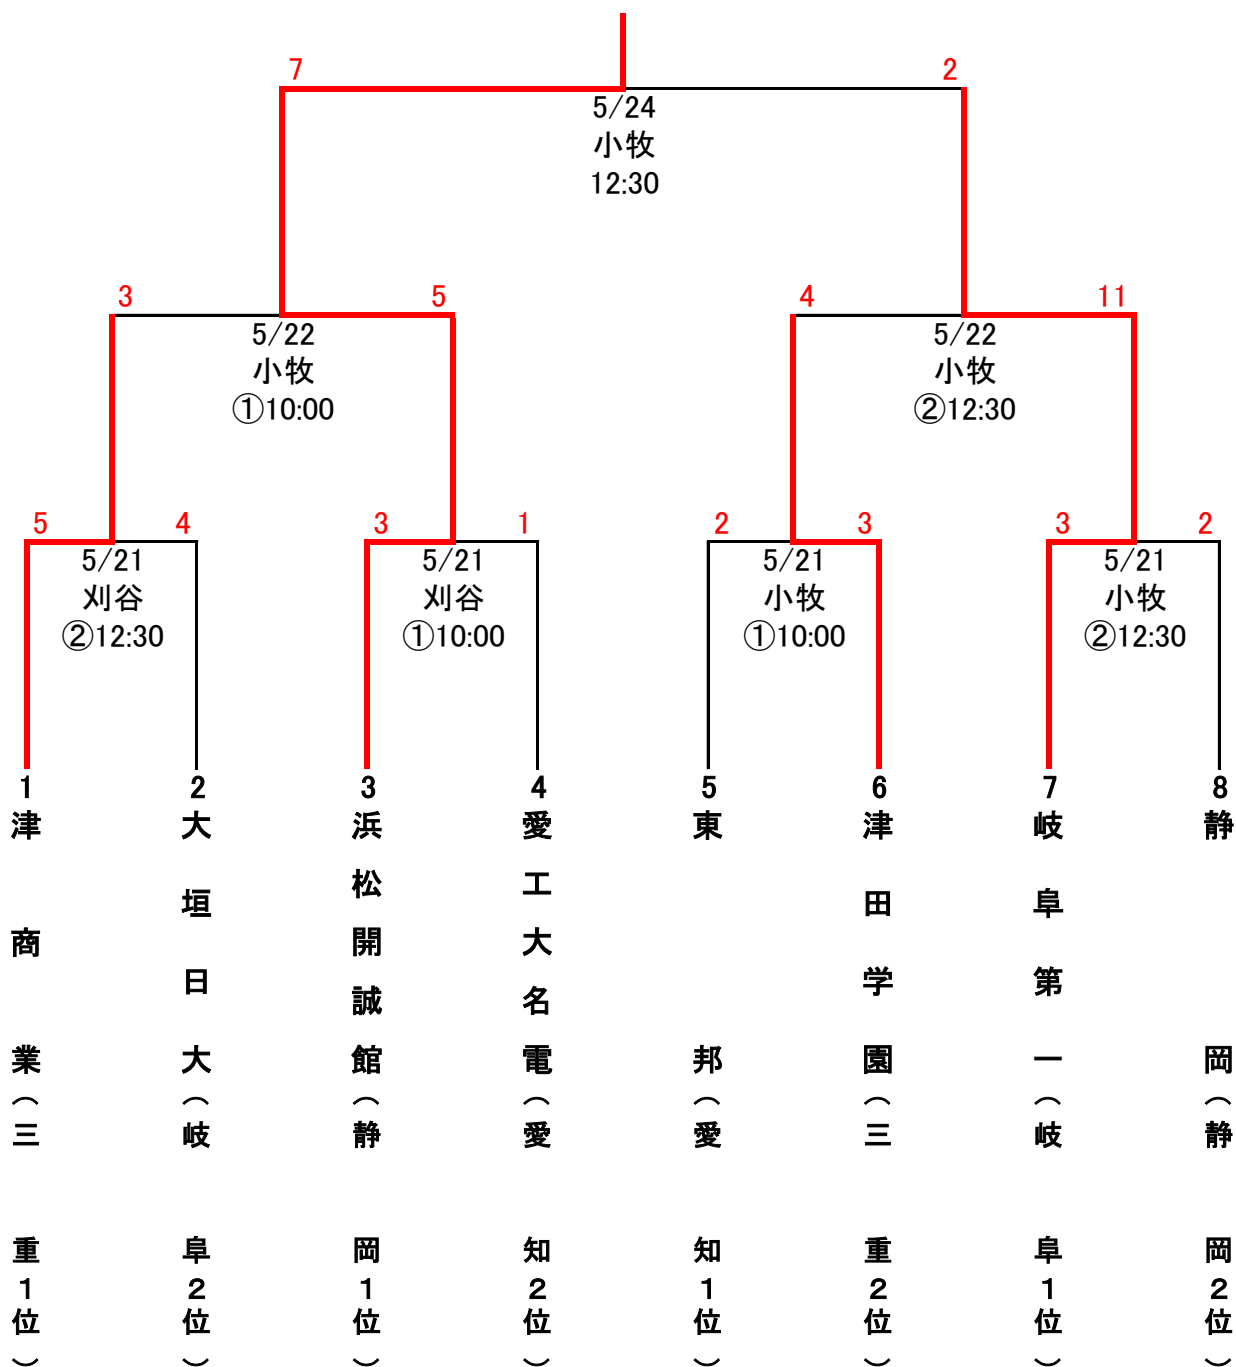 7
2
5/24
小牧
12:30
3
5
4
11
5/22
小牧
①10:00
5/22
小牧
②12:30
5
4
3
1
2
3
3
2
5/21
刈谷
②12:30
5/21
刈谷
①10:00
5/21
小牧
①10:00
5/21
小牧
②12:30
1
津商業（三重1位）
2
大垣日大（岐阜2位）
3
浜松開誠館（静岡1位）
4
愛工大名電（愛知2位）
5
東邦（愛知1位）
6
津田学園（三重2位）
7
岐阜第一（岐阜1位）
8
静岡（静岡2位）